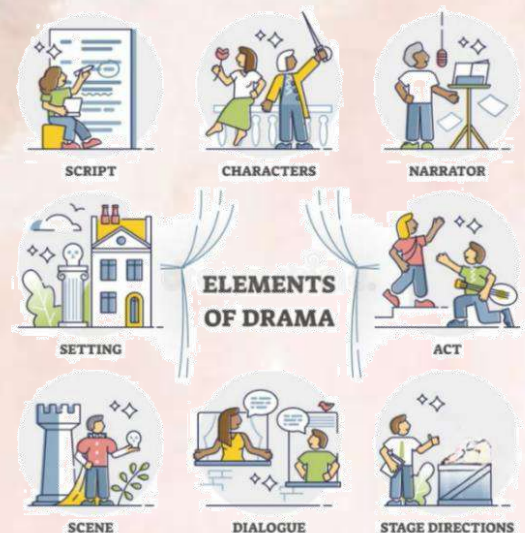 SCRIPT
CHARACTERS
NARRATOR
SETTING
ELEMENTS
OF DRAMA
ACT
SCENE
DIALOGUE
STAGE DIRECTIONS